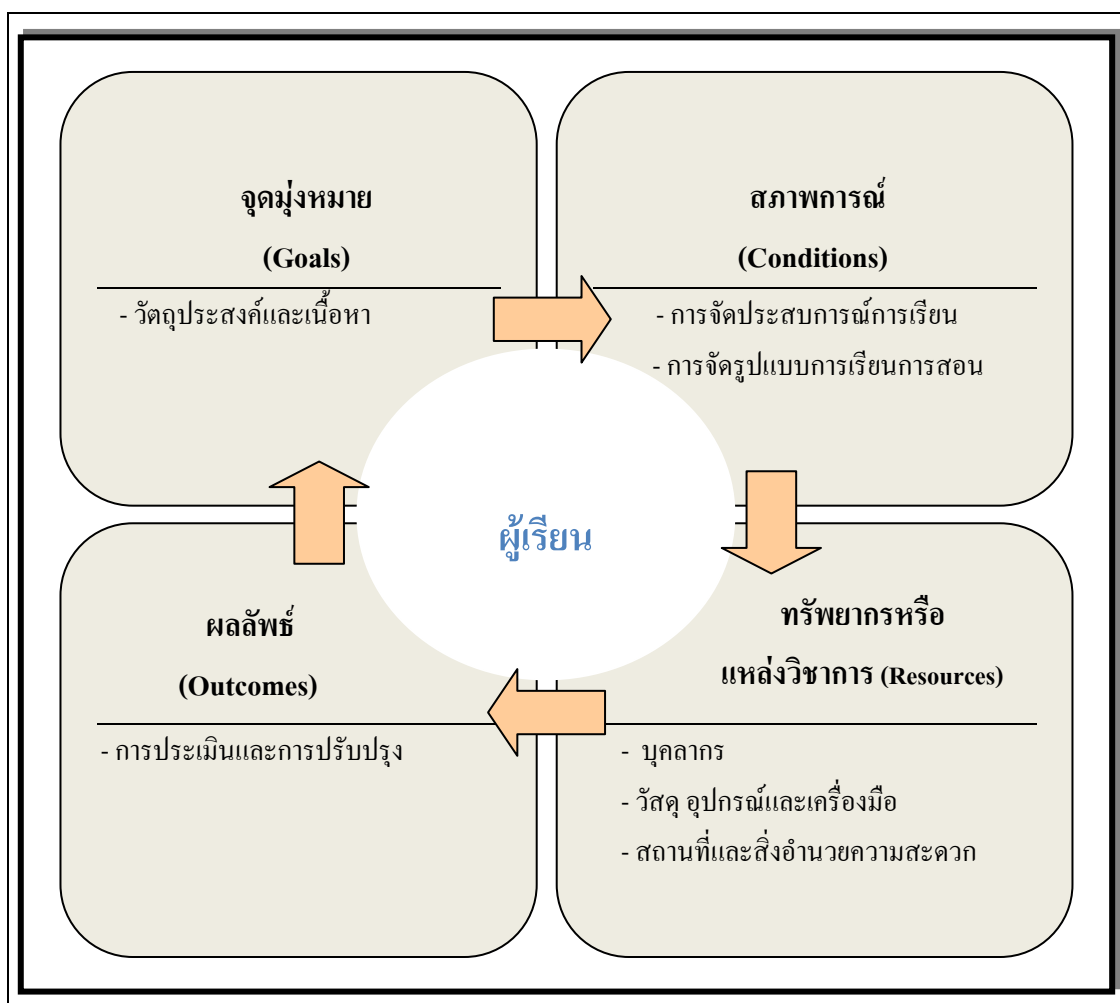 จุดมุ่งหมาย
(Goals)
- วัตถุประสงค์และเนื้อหา
สภาพการณ์
(Conditions)
- การจัดประสบการณ์การเรียน
- การจัดรูปแบบการเรียนการสอน
ผู้เรียน
ผลลัพธ์
(Outcomes)
- การประเมินและการปรับปรุง
ทรัพยากรหรือ
แหล่งวิชาการ (Resources)
- บุคลากร
- วัสดุ อุปกรณ์และเครื่องมือ
- สถานที่และสิ่งอำนวยความสะดวก